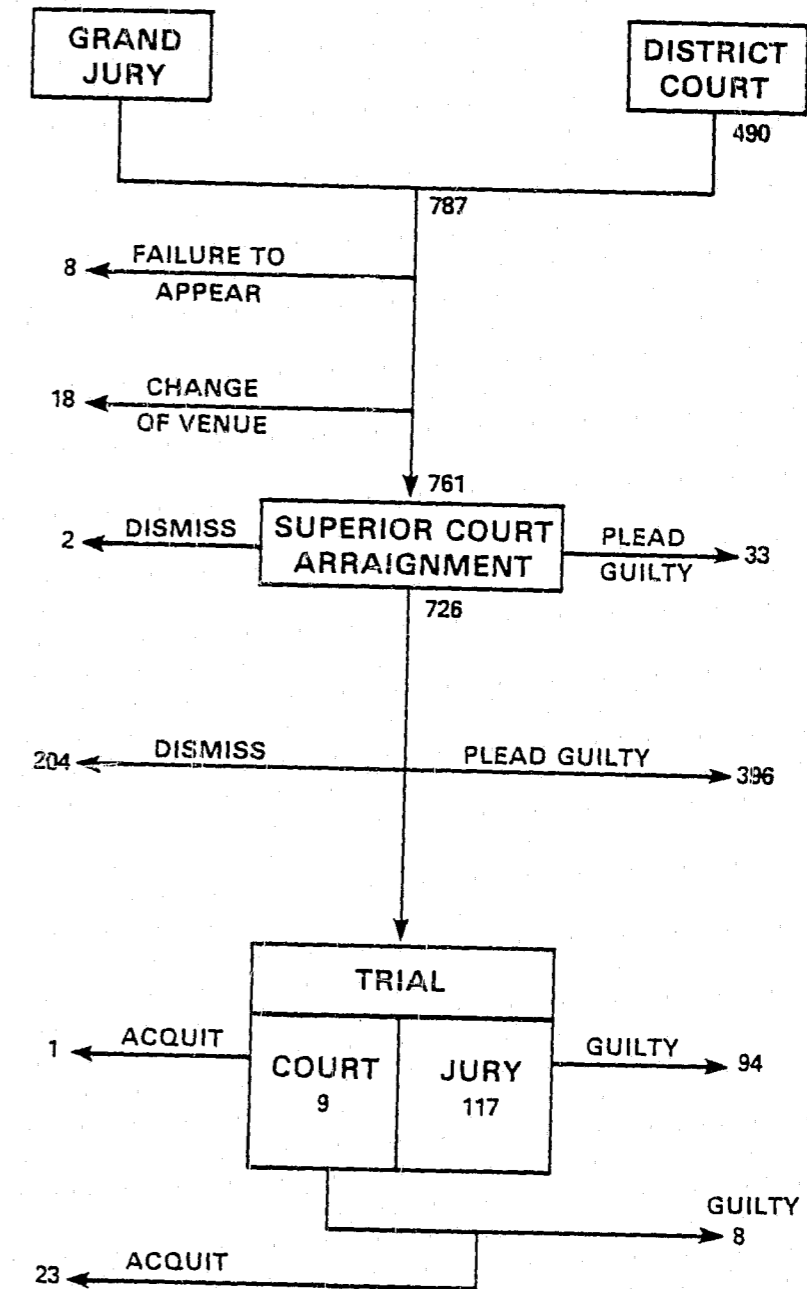 GRAND
JURY
DISTRICT
COURT
490
787
8 FAILURE TO
APPEAR
18 CHANGE
OF VENUE
761
2 DISMISS
SUPERIOR COURT
ARRAIGNMENT
PLEAD
GUILTY 33
726
204 DISMISS PLEAD GUILTY 396
TRIAL
1 ACQUIT
COURT
9
JURY
117
GUILTY 94
GUILTY
8
23 ACQUIT